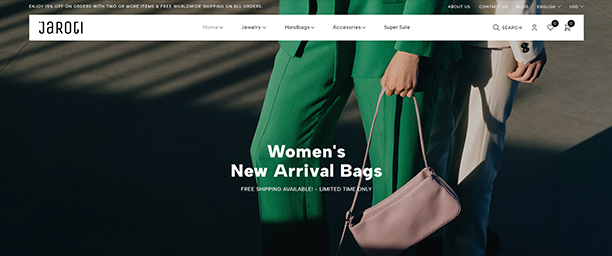 ENJOY 15% OFF ON ORDERS WITH TWO OR MORE ITEMS & FREE WORLDWIDE SHIPPING ON ALL ORDERS.
ABOUT US CONTACT US BLOG ENGLISH USD
JAROGI
Home Jewelry Handbags Accessories Super Sale
SEARCH 0 0
Women's
New Arrival Bags
FREE SHIPPING AVAILABLE! - LIMITED TIME ONLY